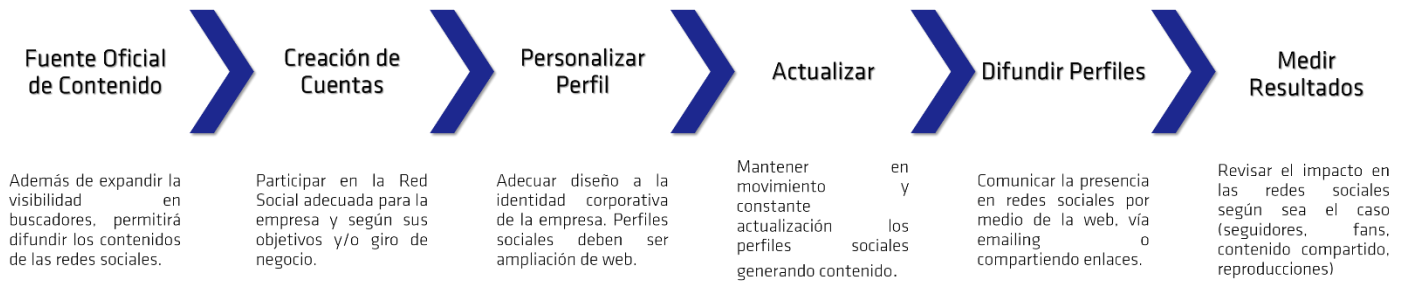 Fuente Oficial
de Contenido
Creación de
Cuentas
Personalizar
Perfil
Actualizar
Difundir Perfiles
Medir
Resultados
Además de expandir la
visibilidad en
buscadores, permitirá
difundir los contenidos
de las redes sociales.
Participar en la Red
Social adecuada para la
empresa y según sus
objetivos y/o giro de
negocio.
Adecuar diseño a la
identidad corporativa
de la empresa. Perfiles
sociales deben ser
ampliación de web.
Mantener en
movimiento y
constante
actualización los
perfiles sociales
generando contenido.
Comunicar la presencia
en redes sociales por
medio de la web, vía
emailing o
compartiendo enlaces.
Revisar el impacto en
las redes sociales
según sea el caso
(seguidores, fans,
contenido compartido,
reproducciones)